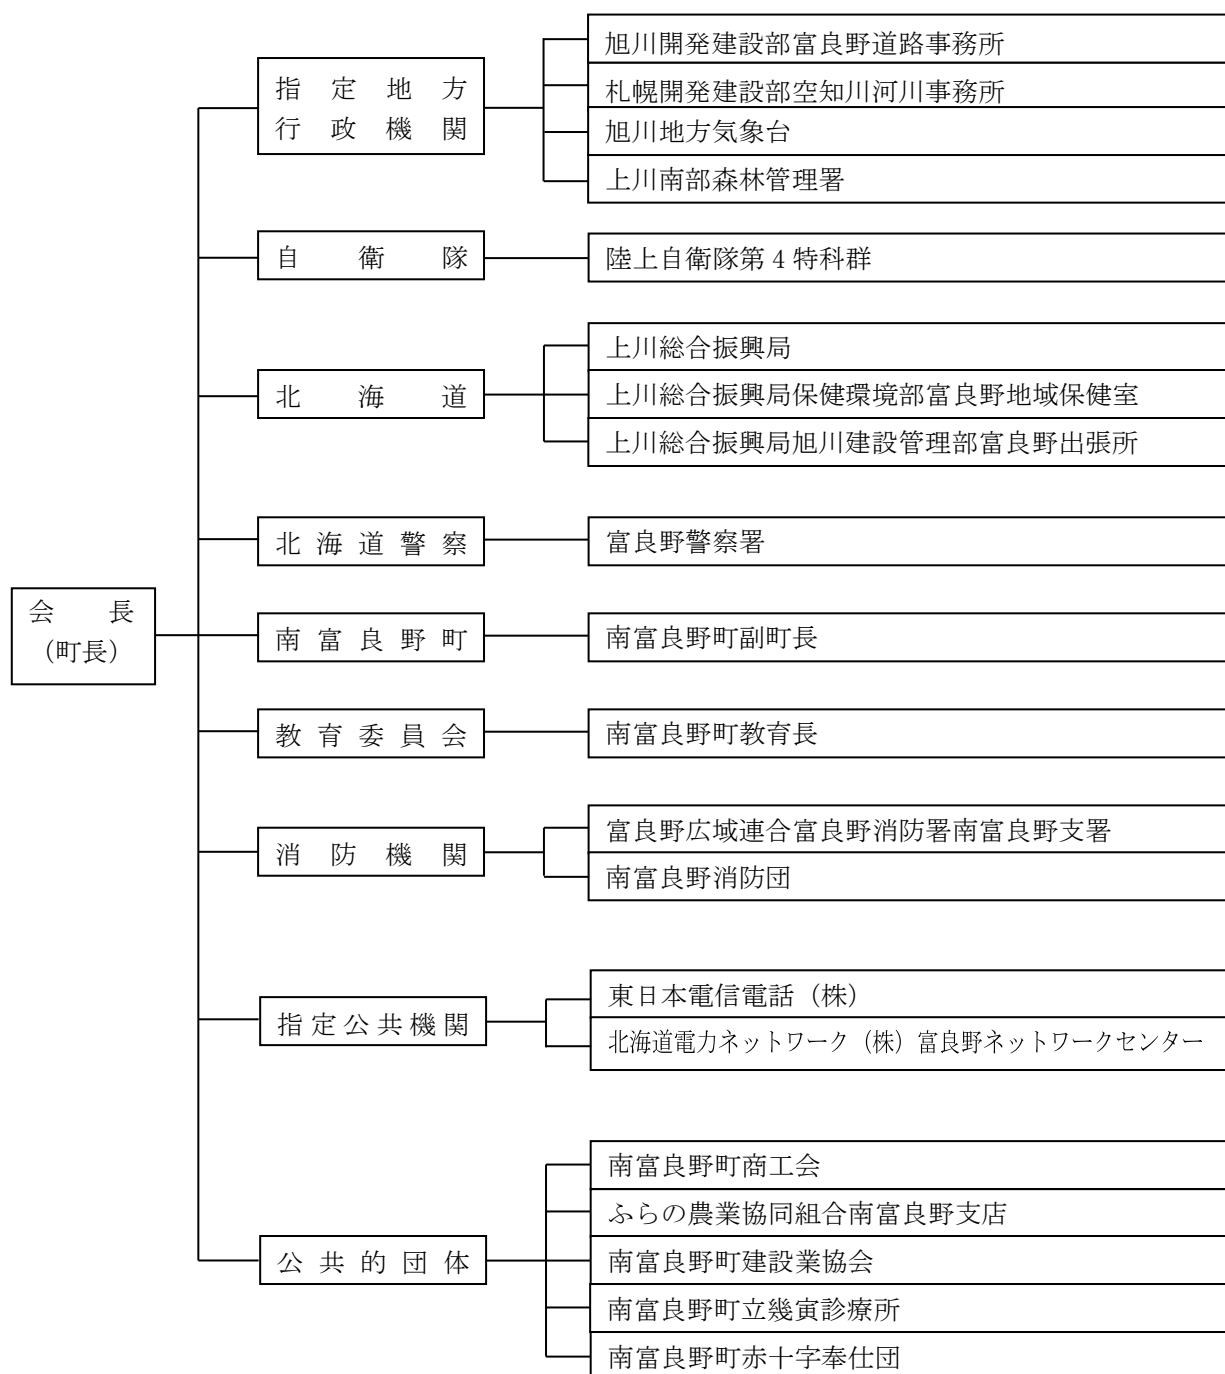 会長
（町長）
指定地方
行政機関
旭川開発建設部富良野道路事務所
札幌開発建設部空知川河川事務所
旭川地方気象台
上川南部森林管理署
自衛隊
陸上自衛隊第4特科群
北海道
上川総合振興局
上川総合振興局保健環境部富良野地域保健室
上川総合振興局旭川建設管理部富良野出張所
北海道警察
富良野警察署
南富良野町
南富良野町副町長
教育委員会
南富良野町教育長
消防機関
富良野広域連合富良野消防署南富良野支署
南富良野消防団
指定公共機関
東日本電信電話（株）
北海道電力ネットワーク（株）富良野ネットワークセンター
公共的団体
南富良野町商工会
ふらの農業協同組合南富良野支店
南富良野町建設業協会
南富良野町立幾寅診療所
南富良野町赤十字奉仕団